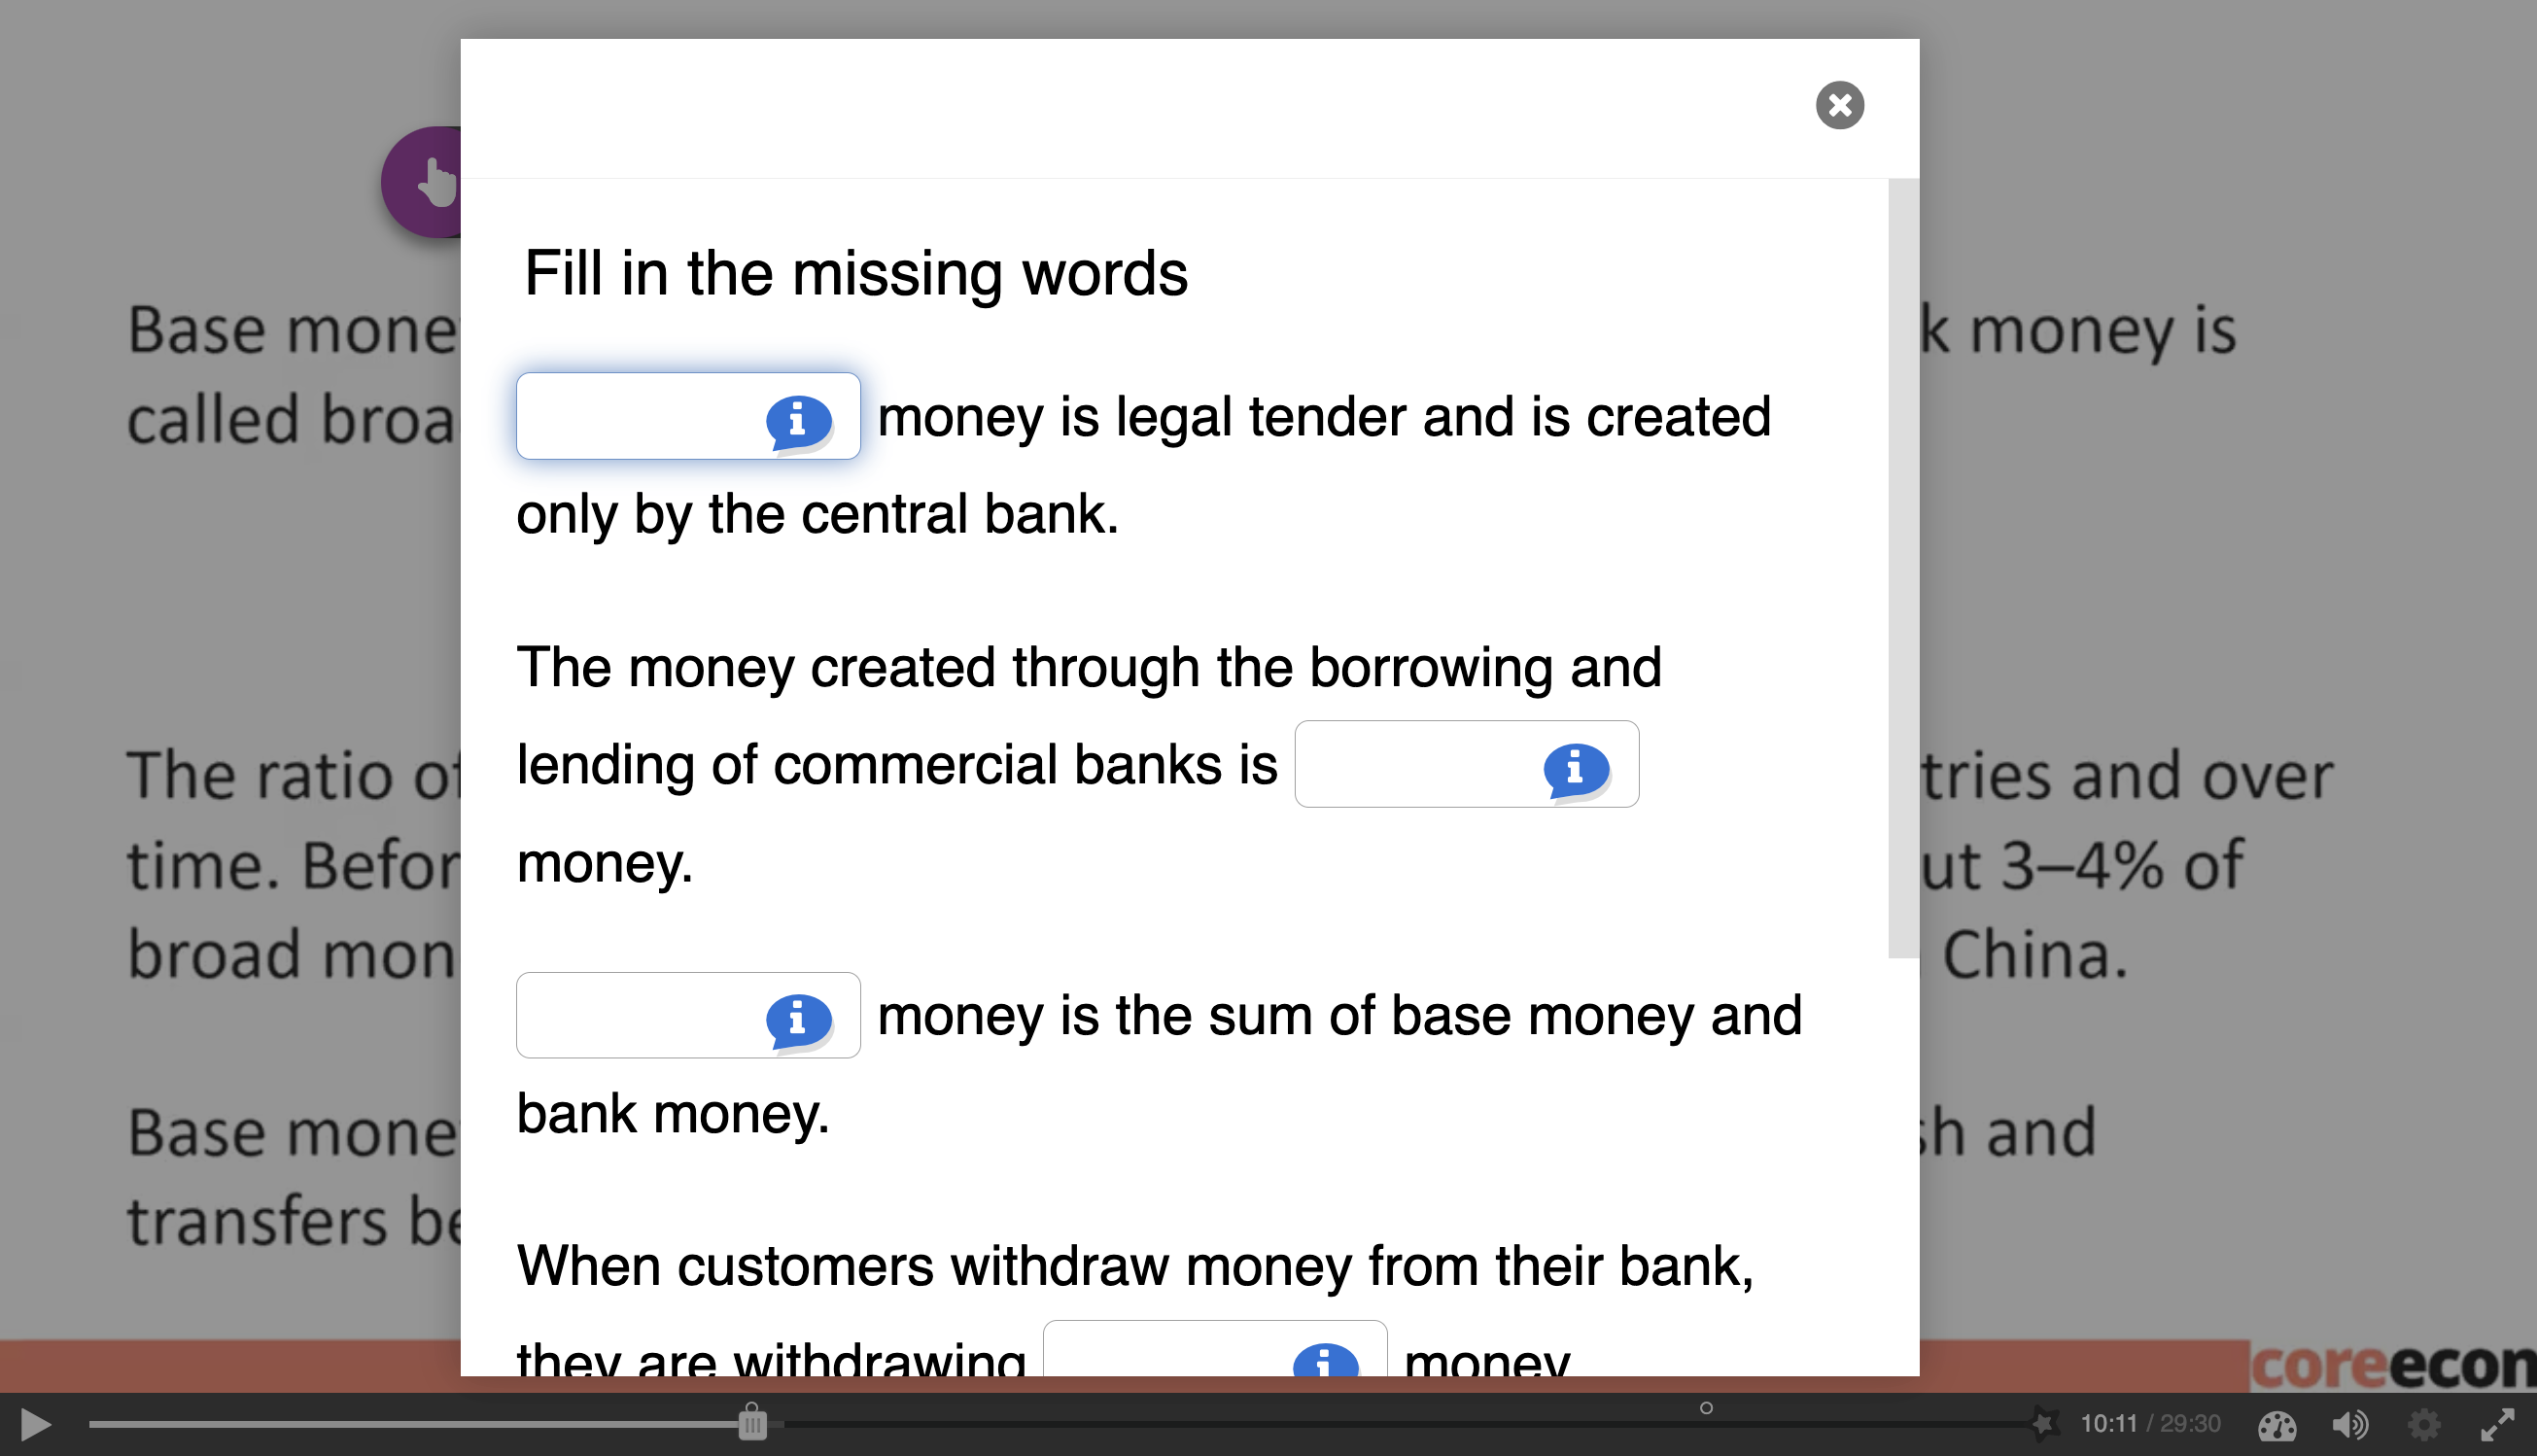 Fill in the missing words
money is legal tender and is created
only by the central bank.
The money created through the borrowing and
lending of commercial banks is
money.
money is the sum of base money and
bank money.
When customers withdraw money from their bank,
they are withdrawing money
Base mone
k money is
called broa
The ratio of
tries and over
time. Befor
ut 3–4% of
broad mon
China.
Base mone
sh and
transfers be
coreecon
10:11 / 29:30